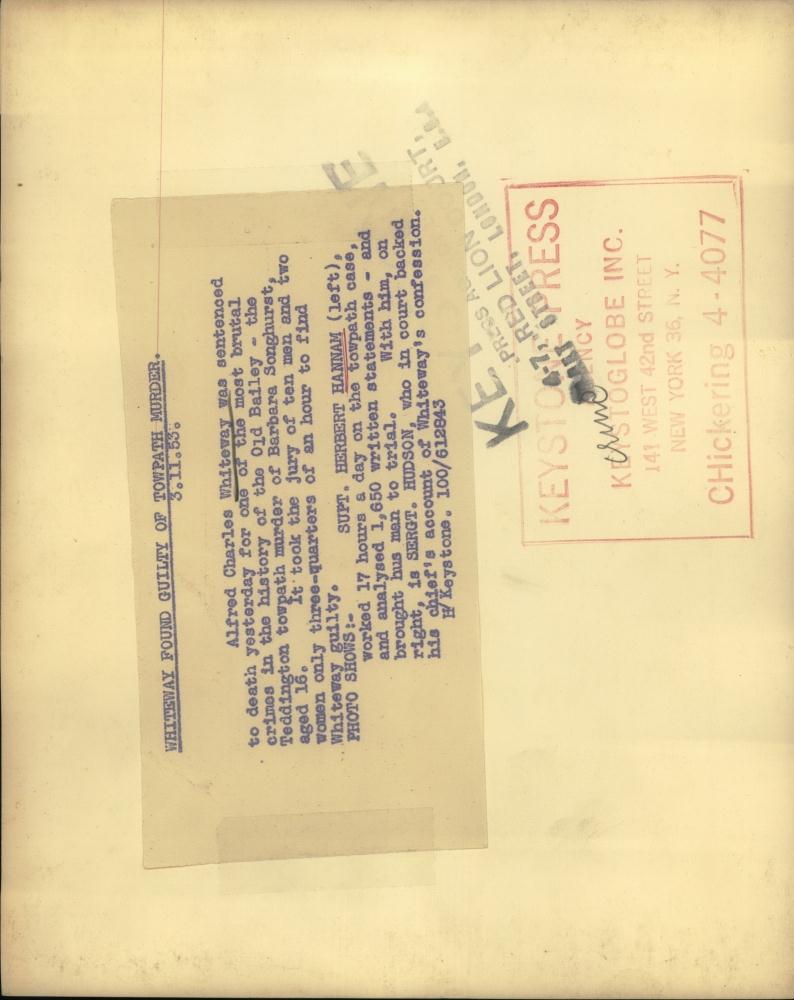 WHITEWAY FOUND GUILTY OF TOWPATH MURDER.
3.11.53.
Alfred Charles Whiteway was sentenced
to death yesterday for one of the most brutal
crimes in the history of the Old Bailey - the
Teddington towpath murder of Barbara Songhurst,
aged 16.
It took the jury of ten men and two
women only three-quarters of an hour to find
Whiteway guilty.
PHOTO SHOWS:- SUPT. HERBERT HANNAM (left),
worked 17 hours a day on the towpath case,
and analysed 1,650 written statements - and
brought hus man to trial. With him, on
right, is SERGT. HUDSON, who in court backed
his chief's account of Whiteway's confession.
H/Keystone. 100/612843
PRESS
RED LION
STREET, LONDON,
KEYSTONE PRESS
AGENCY
KEYSTOGLOBE INC.
141 WEST 42nd STREET
NEW YORK 36, N. Y.
CHickering 4-4077